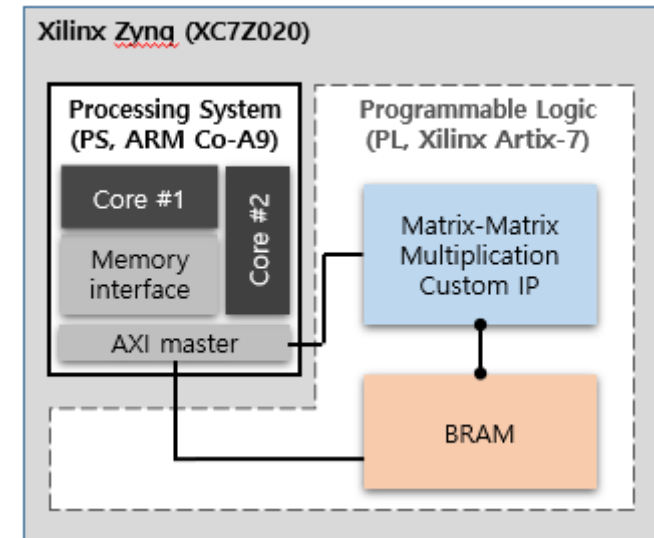 Xilinx Zynq (XC7Z020)
Processing System
(PS, ARM Co-A9)
Core #1
Core #2
Memory
interface
AXI master
Programmable Logic
(PL, Xilinx Artix-7)
Matrix-Matrix
Multiplication
Custom IP
BRAM